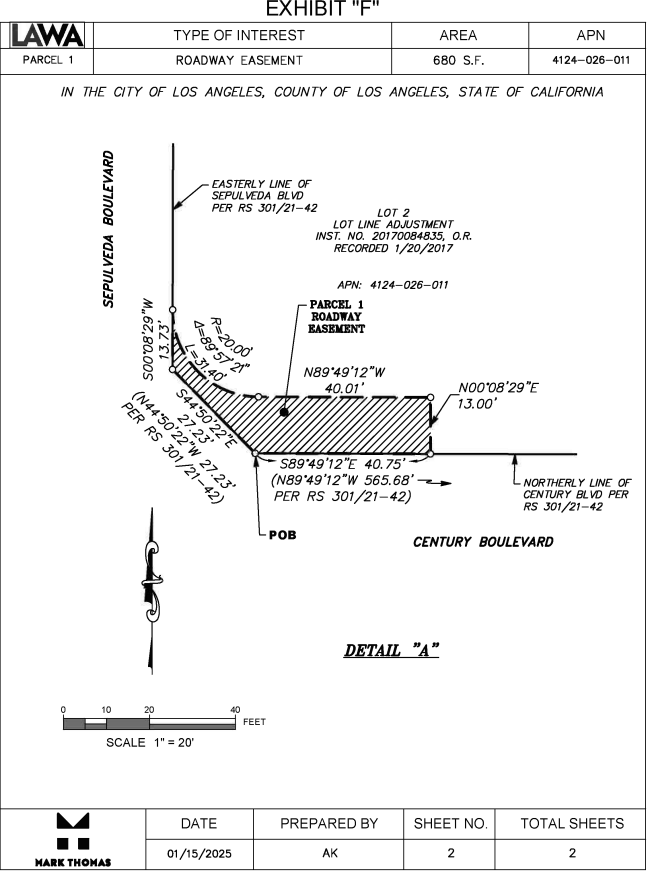 EXHIBIT "F"
LAWA
TYPE OF INTEREST
AREA
APN
PARCEL 1
ROADWAY EASEMENT
680 S.F.
4124-026-011
IN THE CITY OF LOS ANGELES, COUNTY OF LOS ANGELES, STATE OF CALIFORNIA
SEPULVEDA BOULEVARD
EASTERLY LINE OF
SEPULVEDA BLVD
PER RS 301/21-42
LOT 2
LOT LINE ADJUSTMENT
INST. NO. 20170084835, O.R.
RECORDED 1/20/2017
APN: 4124-026-011
PARCEL 1
ROADWAY
EASEMENT
S00°08'29"W
13.73'
R=20.00'
Δ=89°57'21"
L=31.40'
N89°49'12"W
40.01'
N00°08'29"E
13.00'
S44°50'22"E
27.23'
(N44°50'22"W 27.23'
PER RS 301/21-42)
S89°49'12"E 40.75'
(N89°49'12"W 565.68'
PER RS 301/21-42)
NORTHERLY LINE OF
CENTURY BLVD PER
RS 301/21-42
POB
CENTURY BOULEVARD
DETAIL "A"
0 10 20 40
FEET
SCALE 1" = 20'
MARK THOMAS
DATE
PREPARED BY
SHEET NO.
TOTAL SHEETS
01/15/2025
AK
2
2